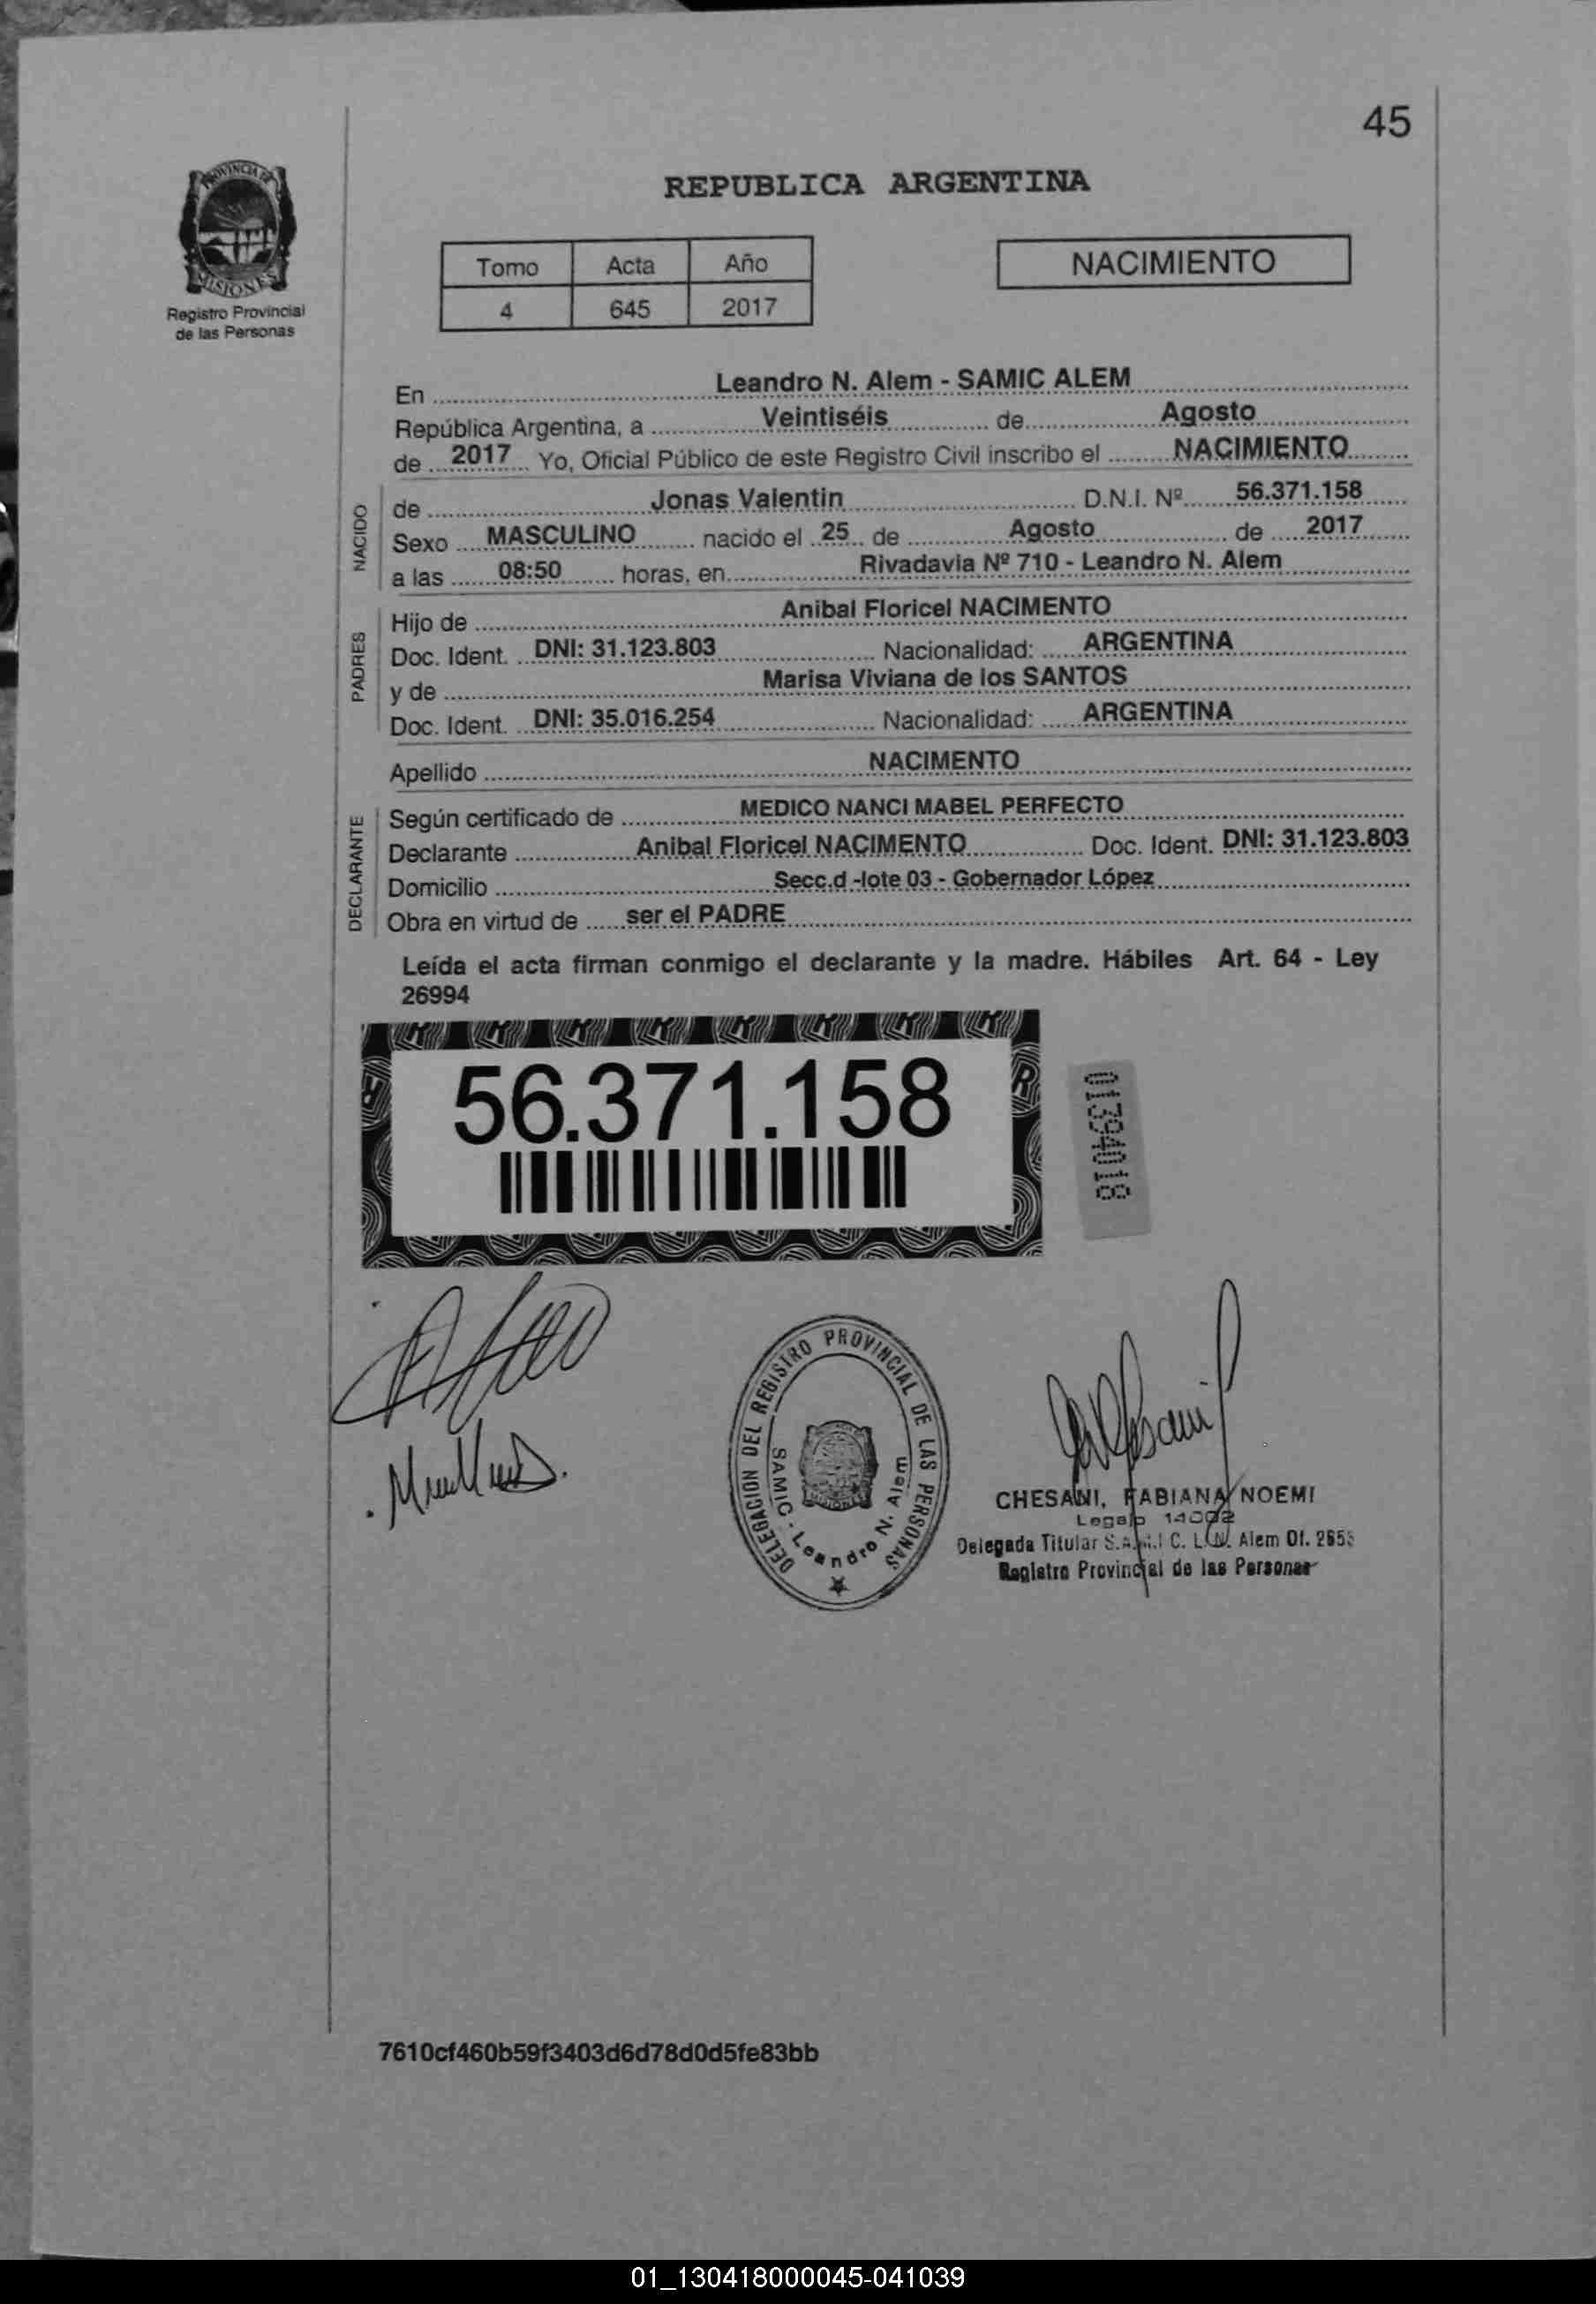 45
PROVINCIA DE
MISIONES
Registro Provincial
de las Personas
REPUBLICA ARGENTINA
Tomo Acta Año
4 645 2017
NACIMIENTO
En Leandro N. Alem - SAMIC ALEM
República Argentina, a Veintiséis de Agosto
de 2017 Yo, Oficial Público de este Registro Civil inscribo el NACIMIENTO
NACIDO
de Jonas Valentin D.N.I. Nº 56.371.158
Sexo MASCULINO nacido el 25 de Agosto de 2017
a las 08:50 horas, en Rivadavia Nº 710 - Leandro N. Alem
PADRES
Hijo de Anibal Floricel NACIMENTO
Doc. Ident. DNI: 31.123.803 Nacionalidad: ARGENTINA
y de Marisa Viviana de los SANTOS
Doc. Ident. DNI: 35.016.254 Nacionalidad: ARGENTINA
Apellido NACIMENTO
DECLARANTE
Según certificado de MEDICO NANCI MABEL PERFECTO
Declarante Anibal Floricel NACIMENTO Doc. Ident. DNI: 31.123.803
Domicilio Secc.d -lote 03 - Gobernador López
Obra en virtud de ser el PADRE
Leída el acta firman conmigo el declarante y la madre. Hábiles Art. 64 - Ley
26994
56.371.158
DELEGACION DEL REGISTRO PROVINCIAL DE LAS PERSONAS
SAMIC - Leandro N. Alem
CHESANI, FABIANA NOEMI
Legajo
Delegada Titular S.A.M.I C. L.N. Alem Of.
Registro Provincial de las Personas
7610cf460b59f3403d6d78d0d5fe83bb
01_130418000045-041039